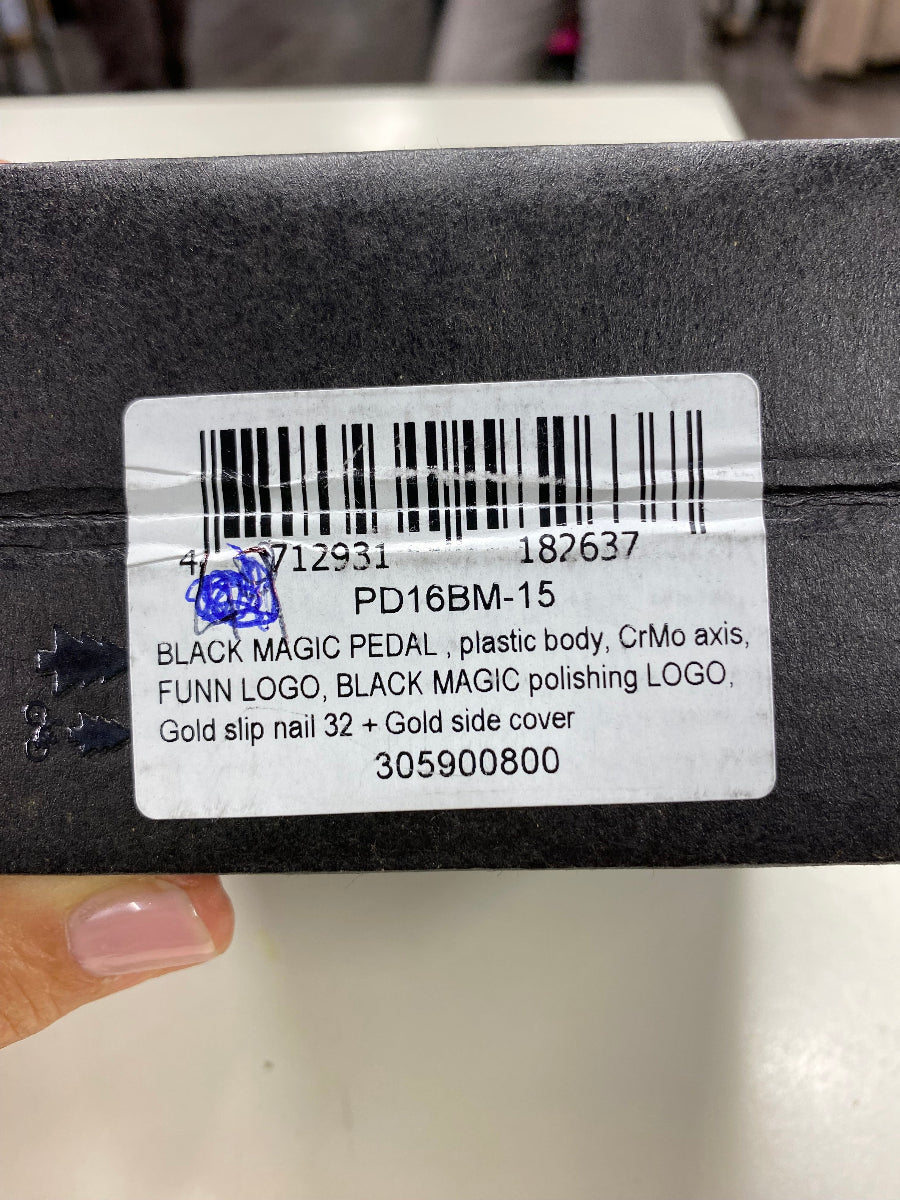 4 712931 182637
PD16BM-15
BLACK MAGIC PEDAL , plastic body, CrMo axis,
FUNN LOGO, BLACK MAGIC polishing LOGO,
Gold slip nail 32 + Gold side cover
305900800